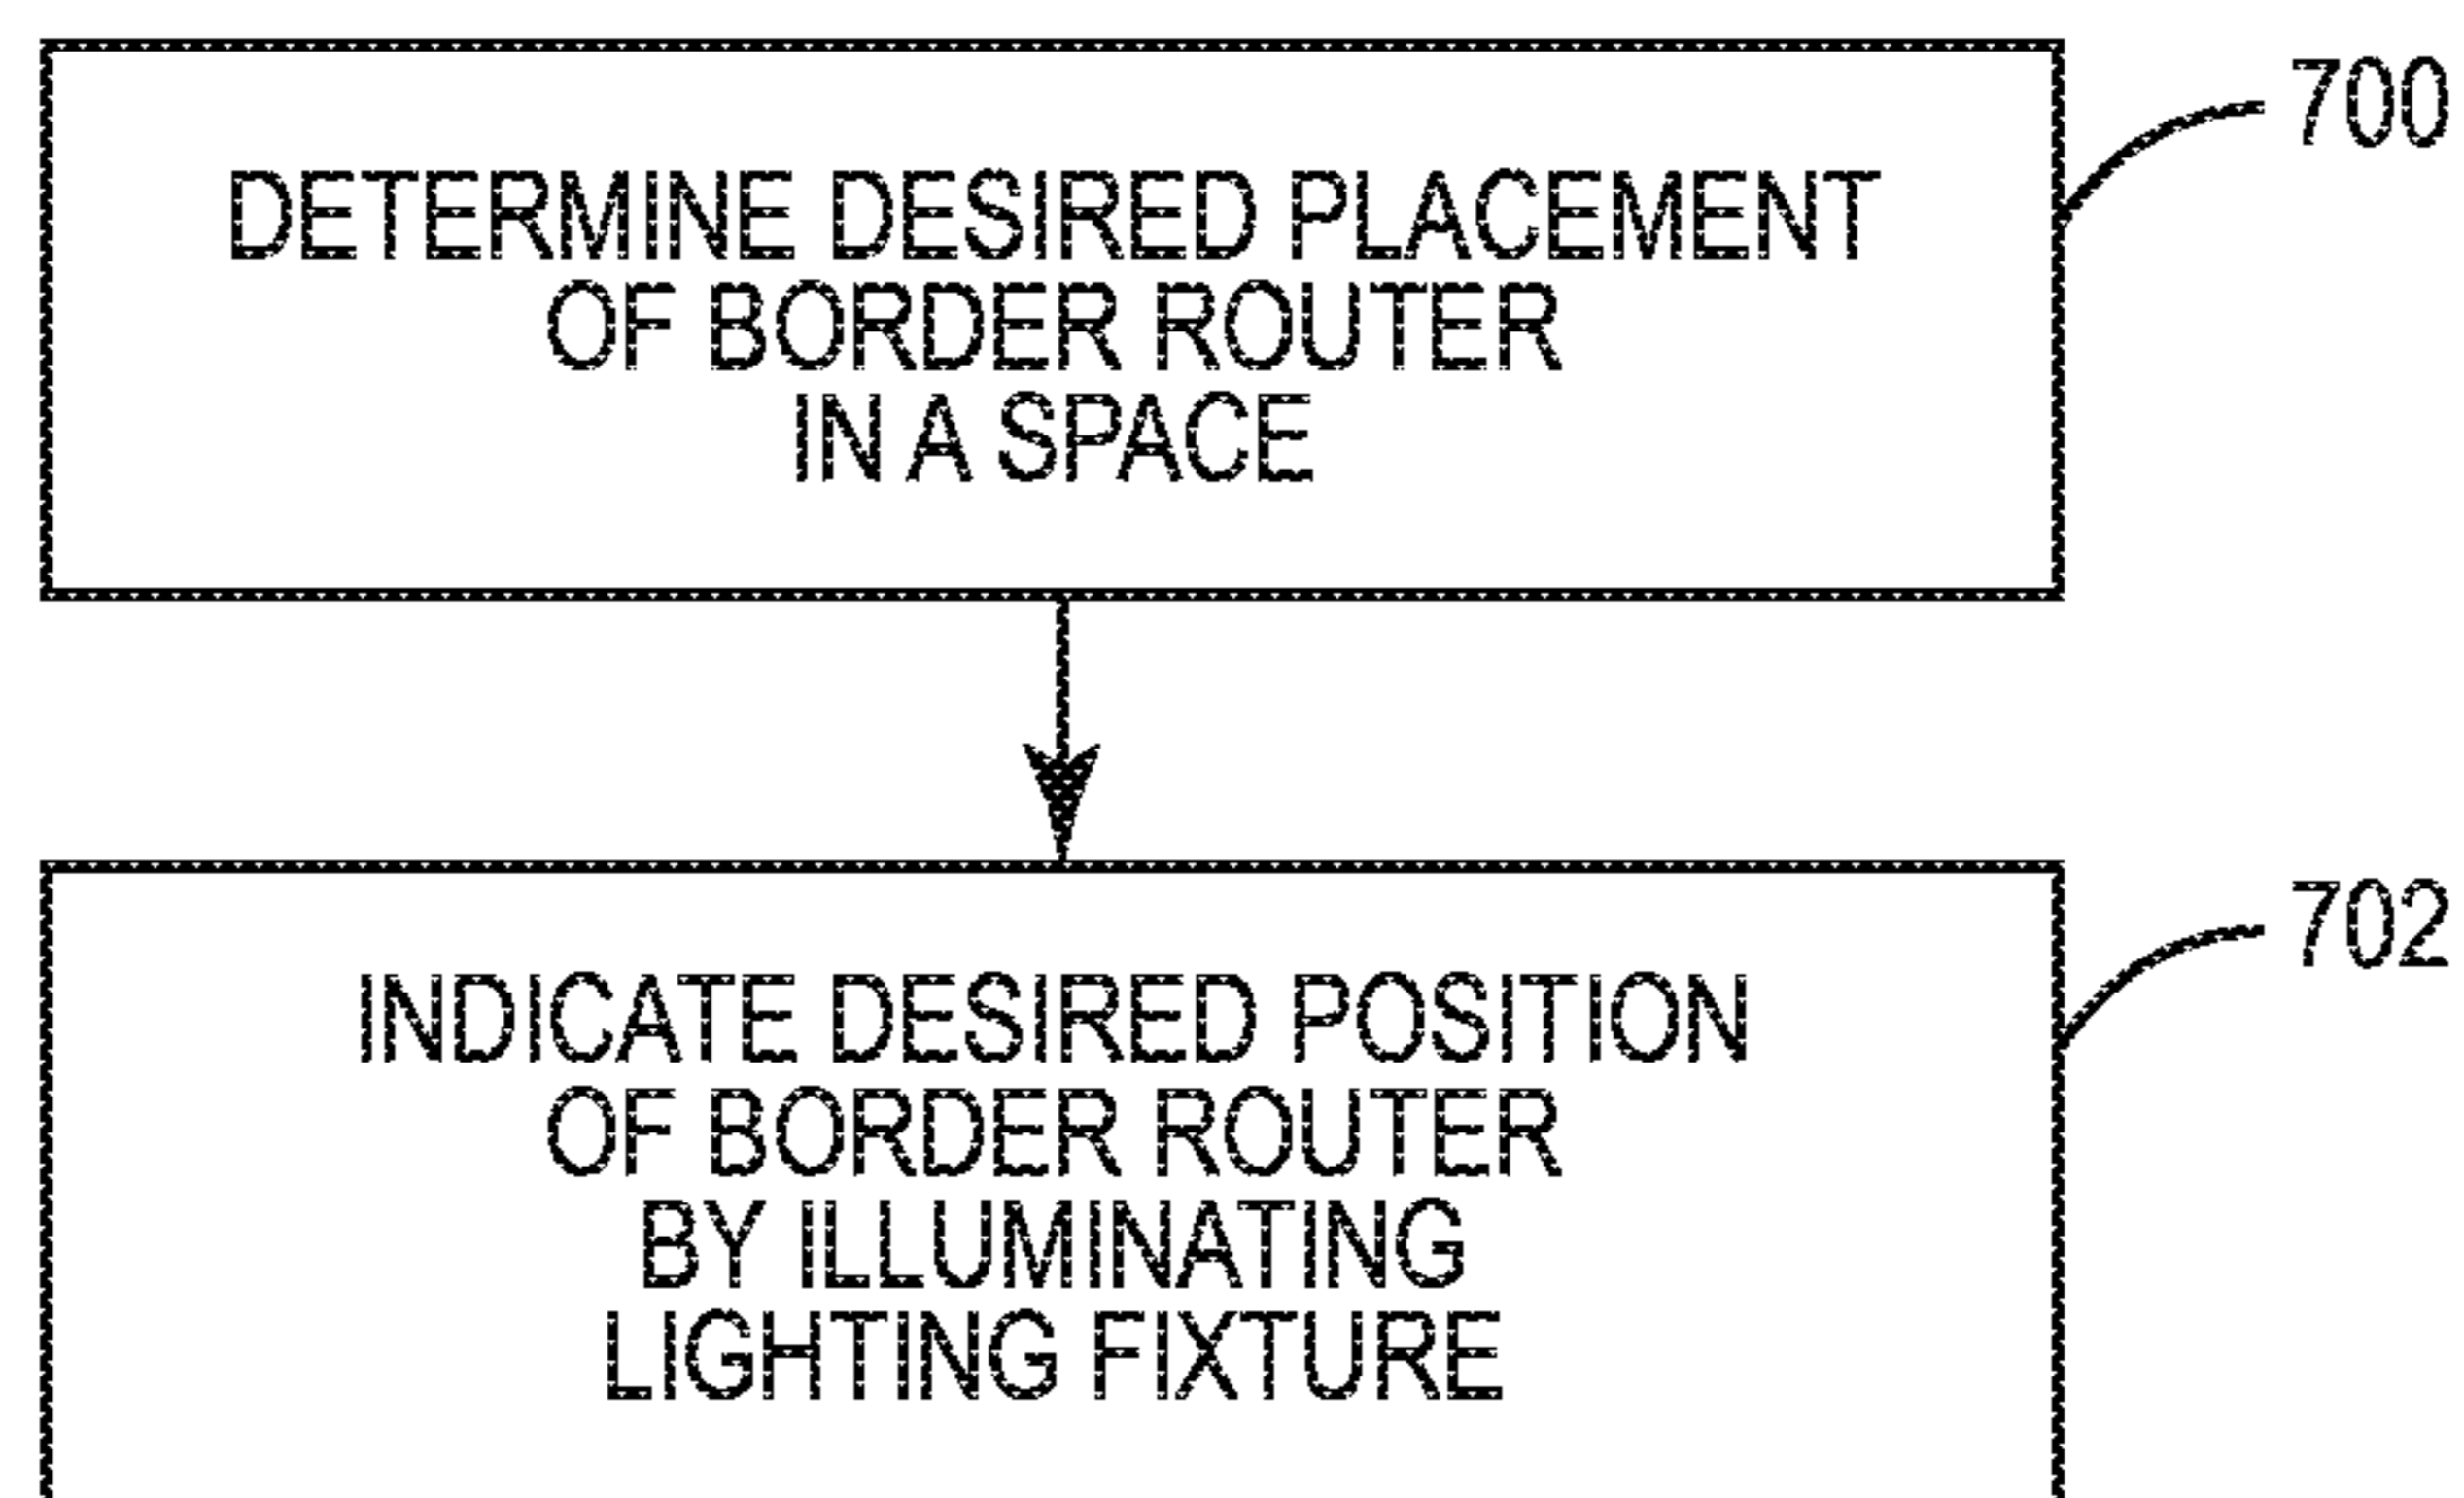 700
DETERMINE DESIRED PLACEMENT
OF BORDER ROUTER
IN A SPACE
702
INDICATE DESIRED POSITION
OF BORDER ROUTER
BY ILLUMINATING
LIGHTING FIXTURE